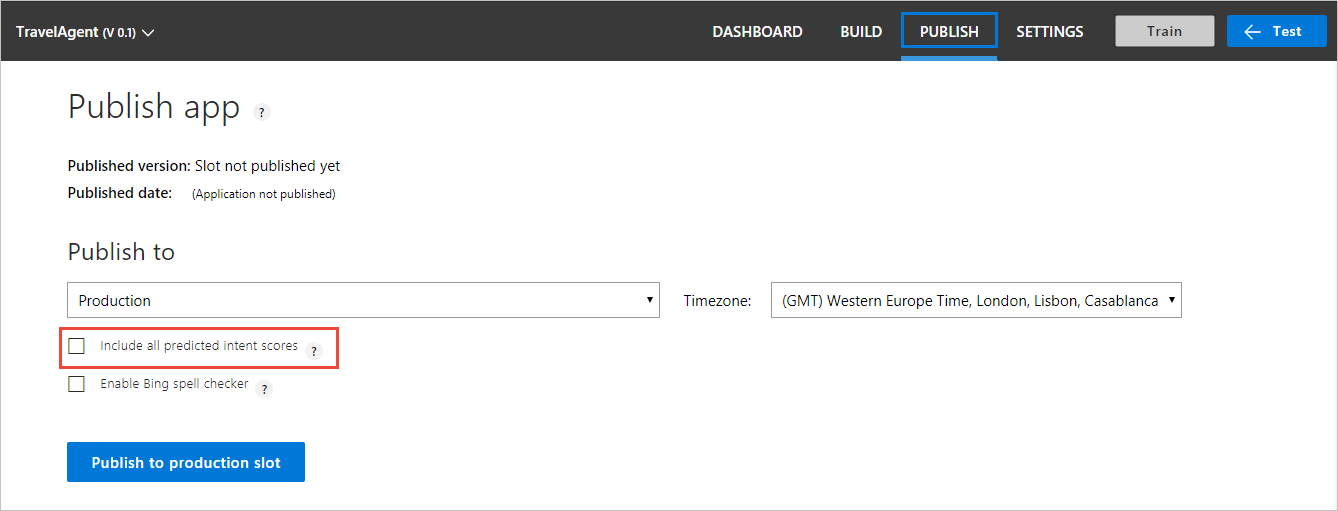 TravelAgent (V 0.1) DASHBOARD BUILD PUBLISH SETTINGS Train Test
Publish app ?
Published version: Slot not published yet
Published date: (Application not published)
Publish to
Production Timezone: (GMT) Western Europe Time, London, Lisbon, Casablanca
Include all predicted intent scores ?
Enable Bing spell checker ?
Publish to production slot